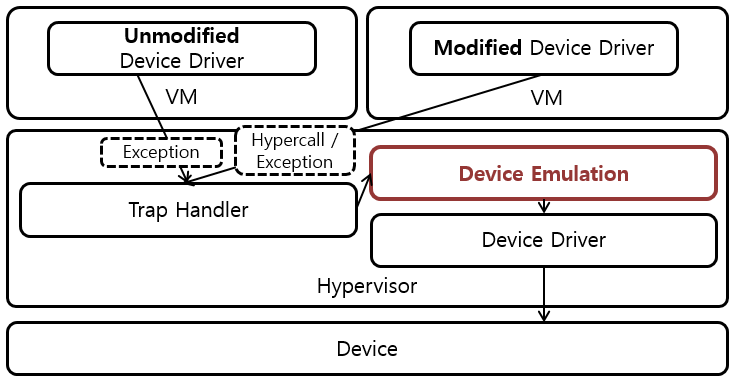 Unmodified
Device Driver
VM
Modified Device Driver
VM
Exception
Hypercall /
Exception
Trap Handler
Device Emulation
Device Driver
Hypervisor
Device